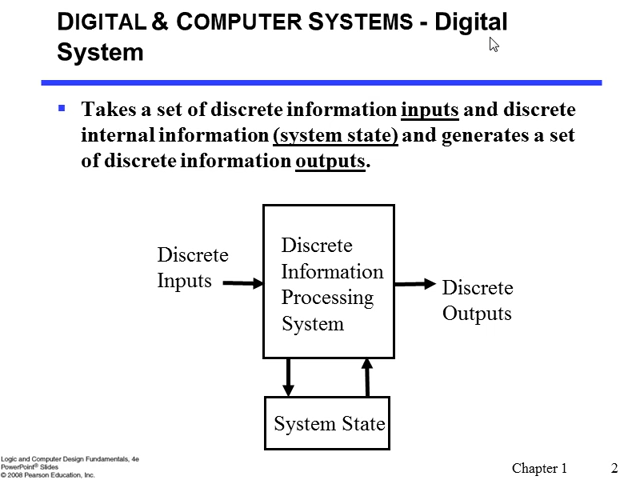 DIGITAL & COMPUTER SYSTEMS - Digital
System
▪ Takes a set of discrete information inputs and discrete
internal information (system state) and generates a set
of discrete information outputs.
Discrete
Inputs
Discrete
Information
Processing
System
Discrete
Outputs
System State
Logic and Computer Design Fundamentals, 4e
PowerPoint® Slides
© 2008 Pearson Education, Inc.
Chapter 1 2